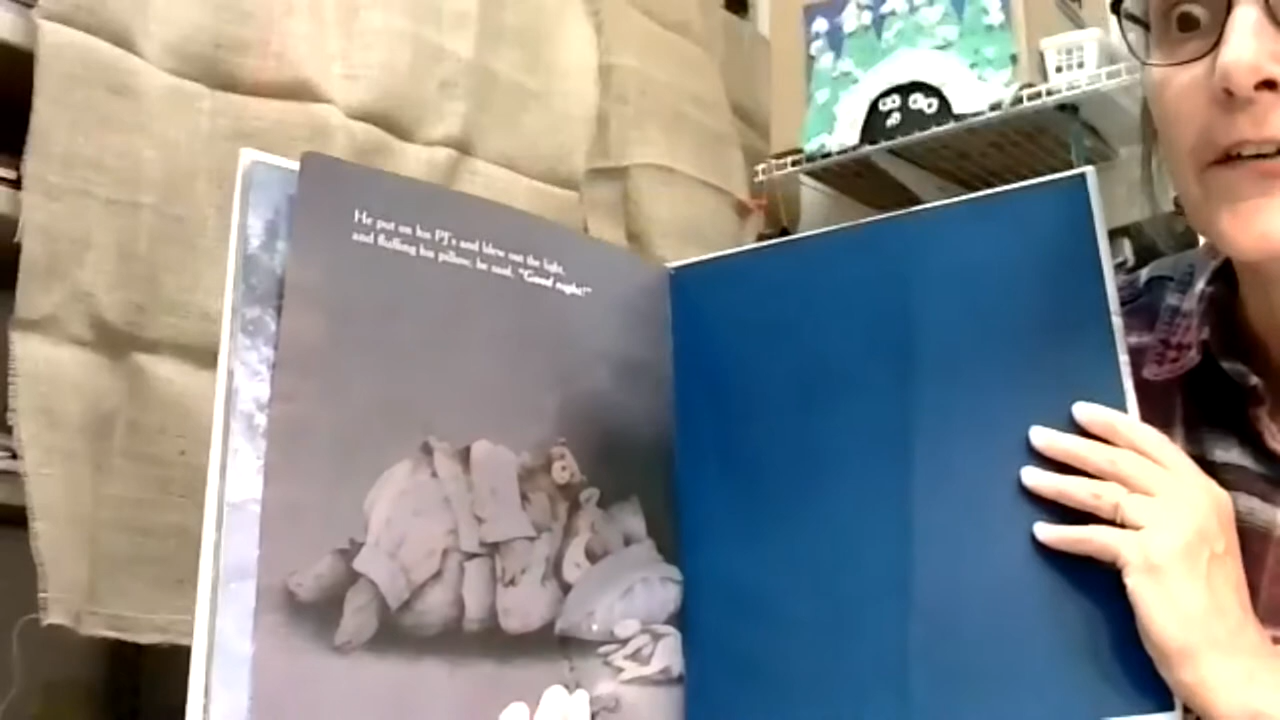 He put on his PJ's and blew out the light,
and fluffing his pillow, he said, "Good night!"